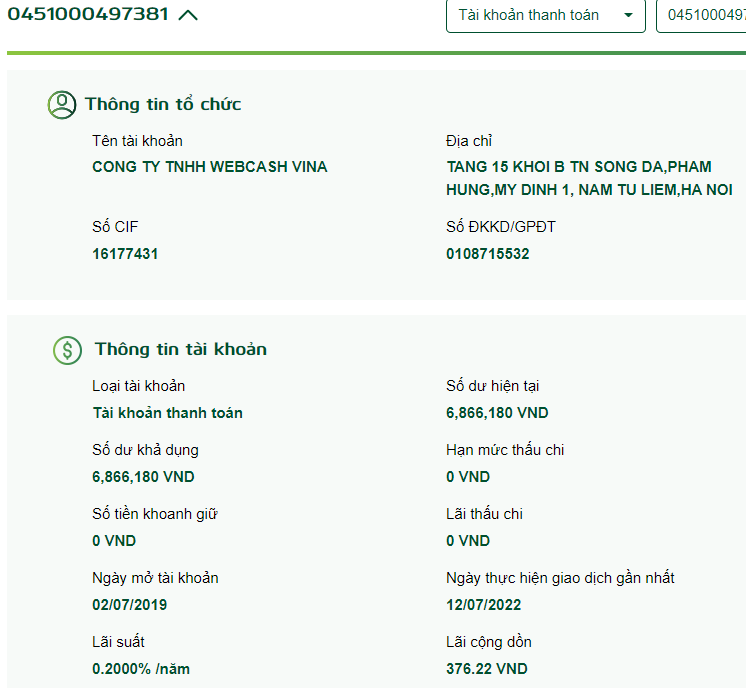 0451000497381
Tài khoản thanh toán
045100049
Thông tin tổ chức
Tên tài khoản
CONG TY TNHH WEBCASH VINA
Địa chỉ
TANG 15 KHOI B TN SONG DA,PHAM
HUNG,MY DINH 1, NAM TU LIEM,HA NOI
Số CIF
16177431
Số ĐKKD/GPĐT
0108715532
Thông tin tài khoản
Loại tài khoản
Tài khoản thanh toán
Số dư hiện tại
6,866,180 VND
Số dư khả dụng
6,866,180 VND
Hạn mức thấu chi
0 VND
Số tiền khoanh giữ
0 VND
Lãi thấu chi
0 VND
Ngày mở tài khoản
02/07/2019
Ngày thực hiện giao dịch gần nhất
12/07/2022
Lãi suất
0.2000% /năm
Lãi cộng dồn
376.22 VND